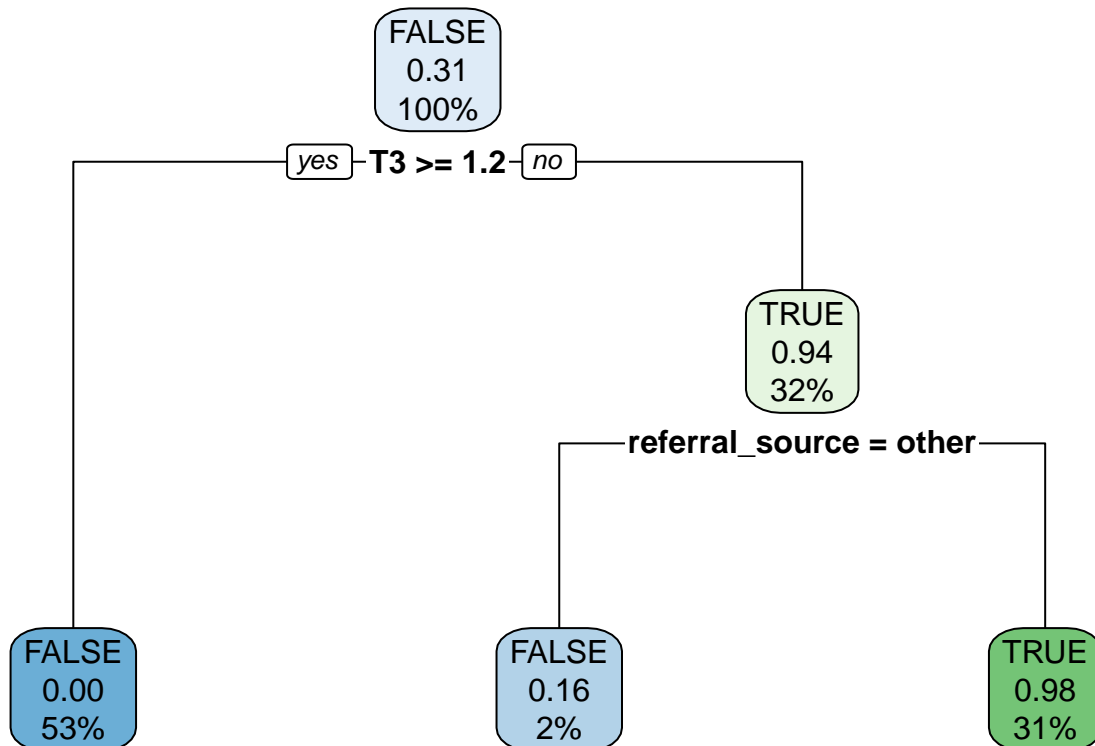 FALSE
0.31
100%
yes T3 >= 1.2 no
TRUE
0.94
32%
referral_source = other
FALSE
0.00
53%
FALSE
0.16
2%
TRUE
0.98
31%